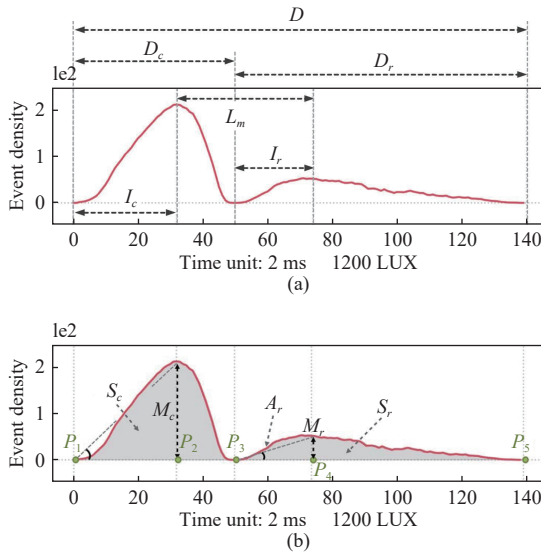 D
D_c
D_r
1e2
L_m
I_r
I_c
Event density
2
1
0
0 20 40 60 80 100 120 140
Time unit: 2 ms 1200 LUX
(a)
1e2
S_c
M_c
A_r
M_r
S_r
P_1
P_2
P_3
P_4
P_5
Event density
2
1
0
0 20 40 60 80 100 120 140
Time unit: 2 ms 1200 LUX
(b)